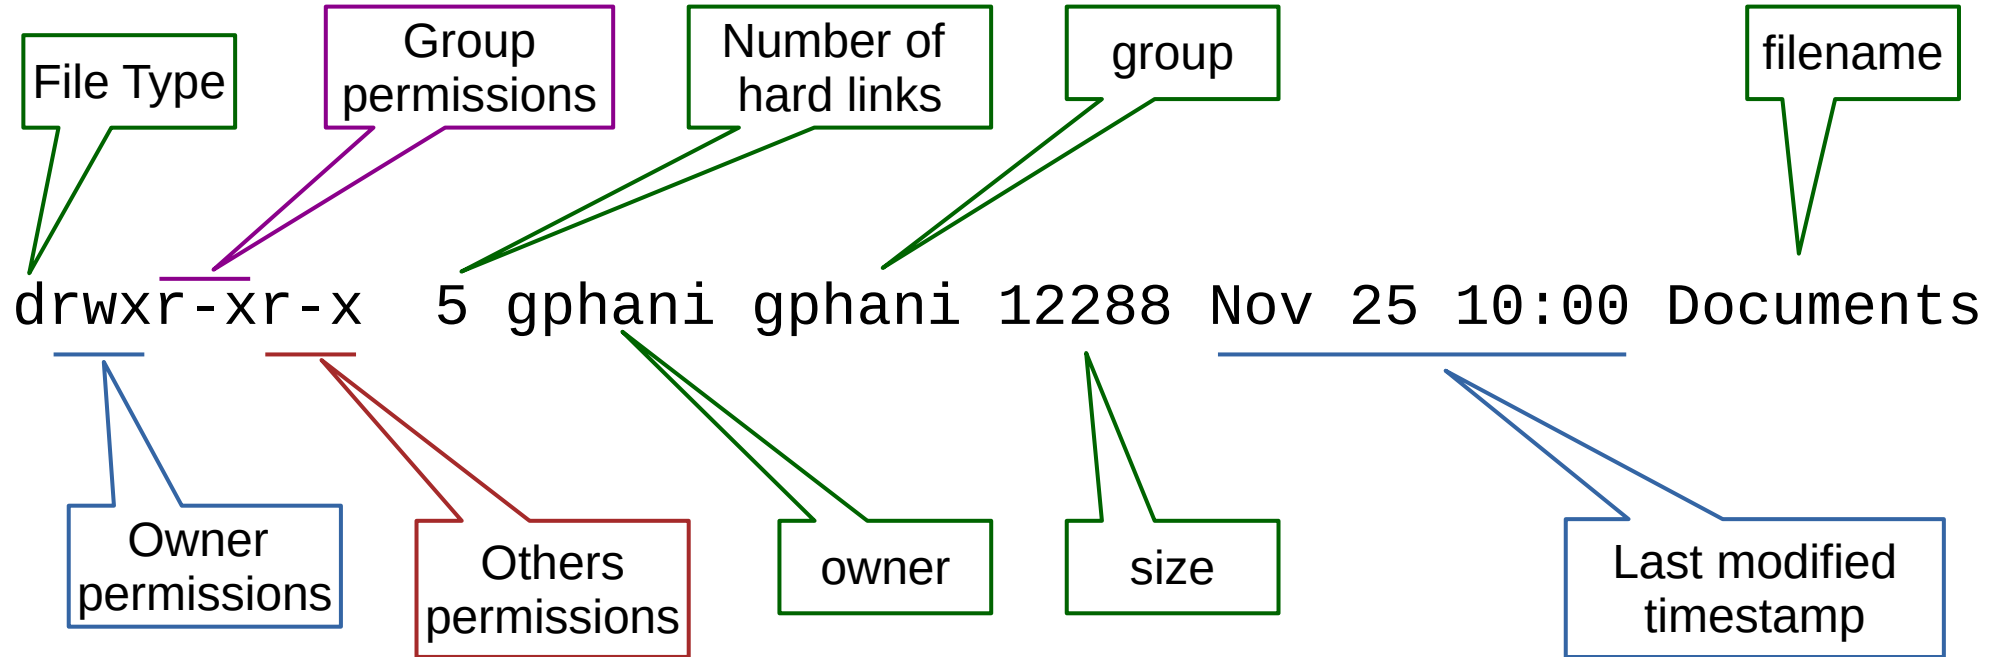 File Type
Group
permissions
Number of
hard links
group
filename
drwxr-xr-x  5 gphani gphani 12288 Nov 25 10:00 Documents
Owner
permissions
Others
permissions
owner
size
Last modified
timestamp